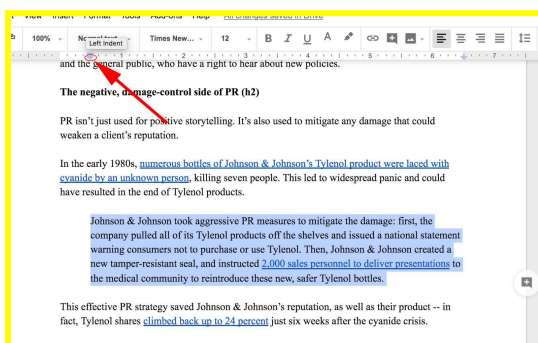 View Insert Format Tools Add-ons Help All changes saved in Drive
100% Normal text Times New... 12 B I U A
Left Indent
1 2 3 4 5 6 7
and the general public, who have a right to hear about new policies.
The negative, damage-control side of PR (h2)
PR isn't just used for positive storytelling. It's also used to mitigate any damage that could
weaken a client's reputation.
In the early 1980s, numerous bottles of Johnson & Johnson's Tylenol product were laced with
cyanide by an unknown person, killing seven people. This led to widespread panic and could
have resulted in the end of Tylenol products.
Johnson & Johnson took aggressive PR measures to mitigate the damage: first, the
company pulled all of its Tylenol products off the shelves and issued a national statement
warning consumers not to purchase or use Tylenol. Then, Johnson & Johnson created a
new tamper-resistant seal, and instructed 2,000 sales personnel to deliver presentations to
the medical community to reintroduce these new, safer Tylenol bottles.
This effective PR strategy saved Johnson & Johnson's reputation, as well as their product -- in
fact, Tylenol shares climbed back up to 24 percent just six weeks after the cyanide crisis.